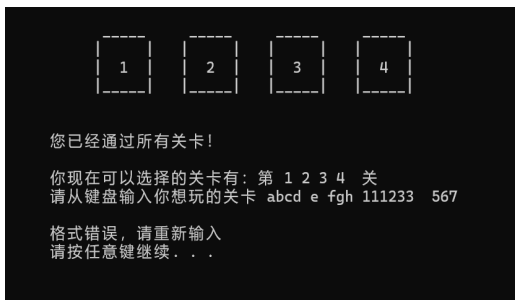 1 2 3 4
您已经通过所有关卡!
你现在可以选择的关卡有: 第 1 2 3 4 关
请从键盘输入你想玩的关卡 abcd e fgh 111233  567
格式错误, 请重新输入
请按任意键继续. . .